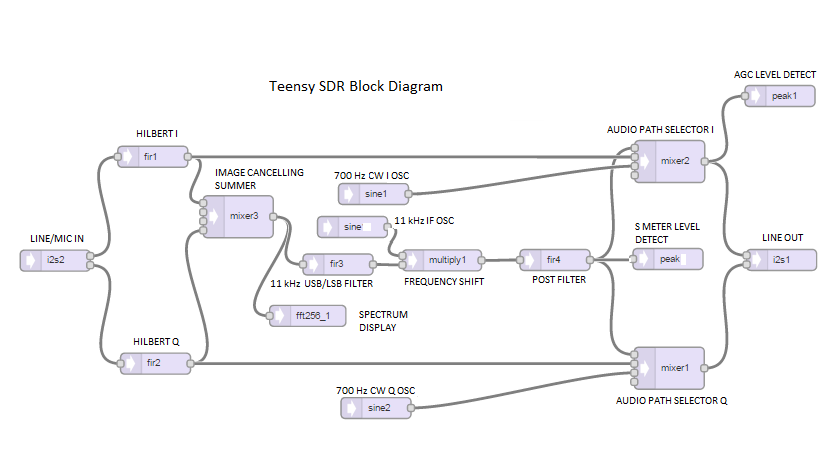 Teensy SDR Block Diagram
AGC LEVEL DETECT
peak1
HILBERT I
fir1
AUDIO PATH SELECTOR I
mixer2
IMAGE CANCELLING
SUMMER
mixer3
700 Hz CW I OSC
sine1
sine
11 kHz IF OSC
LINE/MIC IN
i2s2
fir3
11 kHz USB/LSB FILTER
multiply1
FREQUENCY SHIFT
fir4
POST FILTER
S METER LEVEL
DETECT
peak
LINE OUT
i2s1
fft256_1
SPECTRUM
DISPLAY
HILBERT Q
fir2
mixer1
AUDIO PATH SELECTOR Q
700 Hz CW Q OSC
sine2